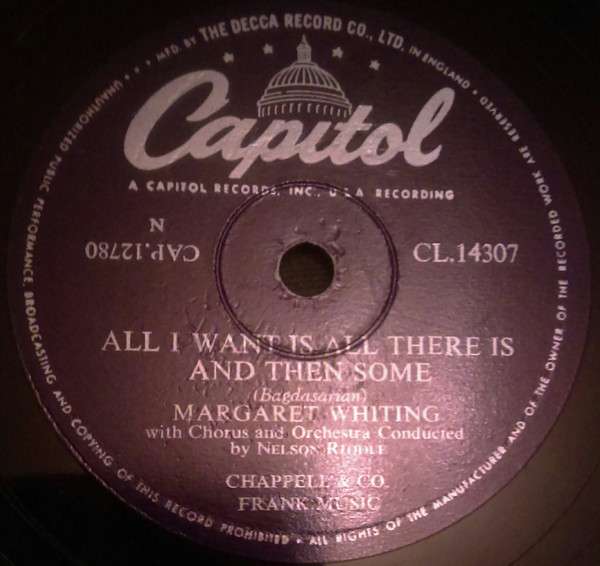 MFD. BY THE DECCA RECORD CO., LTD. IN ENGLAND • ALL RIGHTS OF THE MANUFACTURER AND OF THE OWNER OF THE RECORDED WORK ARE RESERVED •
UNAUTHORIZED PUBLIC PERFORMANCE, BROADCASTING AND COPYING OF THIS RECORD PROHIBITED •
Capitol
A CAPITOL RECORDS, INC., U.S.A. RECORDING
N
CAP.12780
CL.14307
ALL I WANT IS ALL THERE IS
AND THEN SOME
(Bagdasarian)
MARGARET WHITING
with Chorus and Orchestra Conducted
by NELSON RIDDLE
CHAPPELL & CO.
FRANK MUSIC